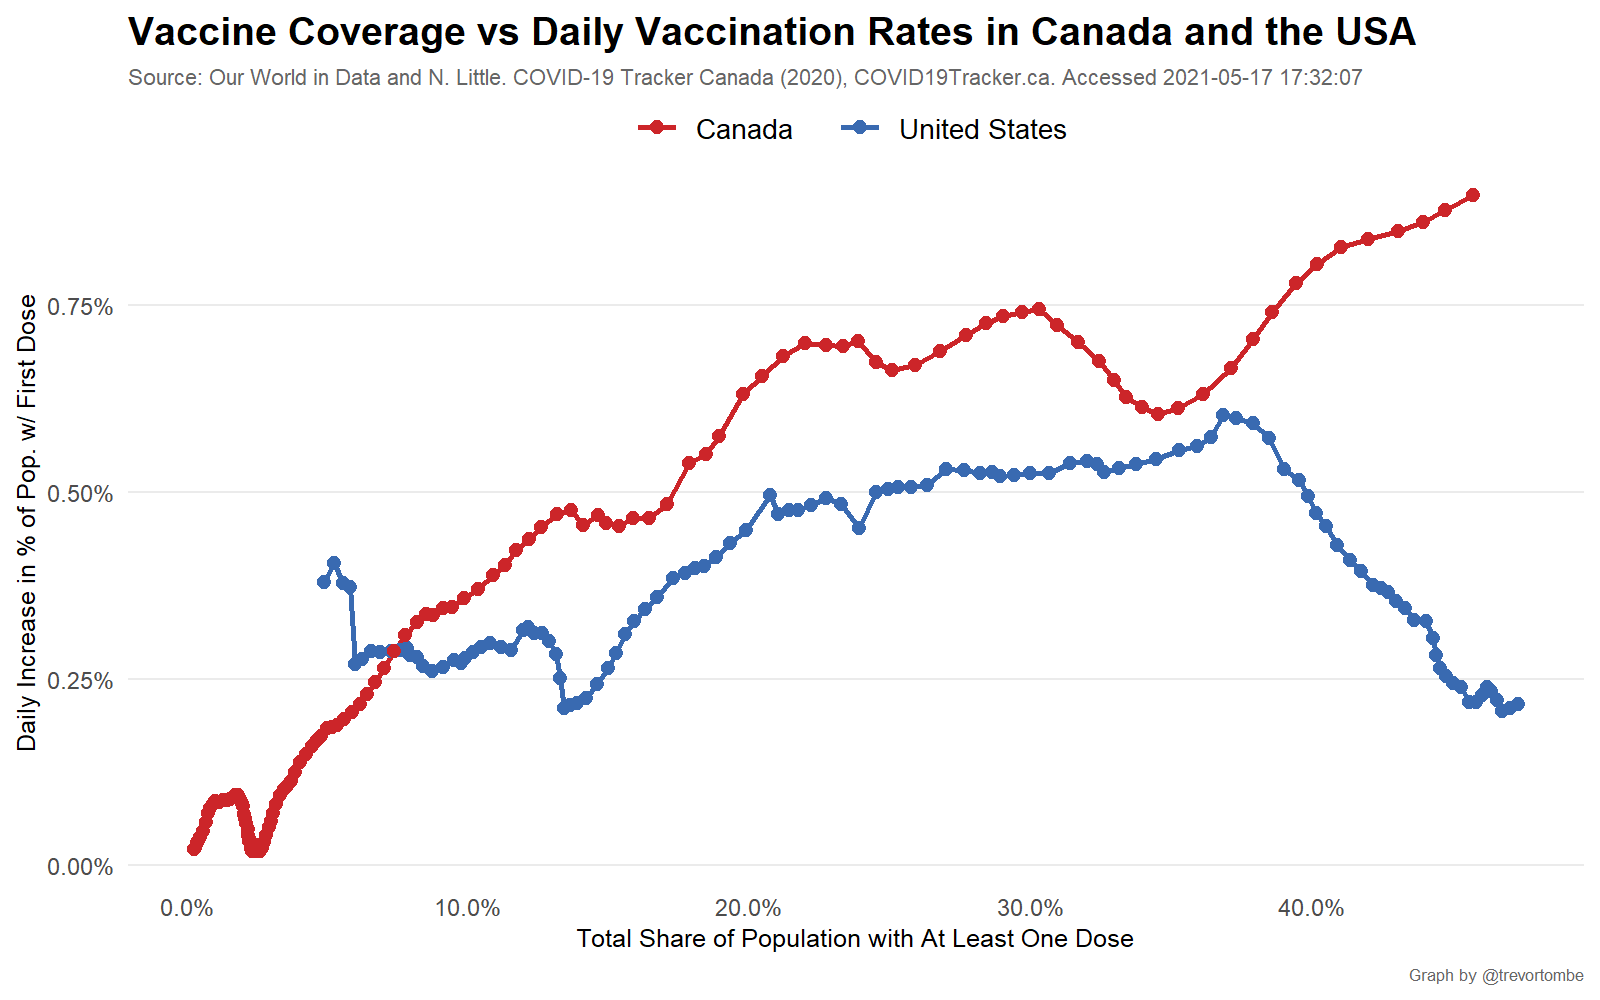 Vaccine Coverage vs Daily Vaccination Rates in Canada and the USA
Source: Our World in Data and N. Little. COVID-19 Tracker Canada (2020), COVID19Tracker.ca. Accessed 2021-05-17 17:32:07
Canada
United States
Daily Increase in % of Pop. w/ First Dose
0.75%
0.50%
0.25%
0.00%
0.0%
10.0%
20.0%
30.0%
40.0%
Total Share of Population with At Least One Dose
Graph by @trevortombe